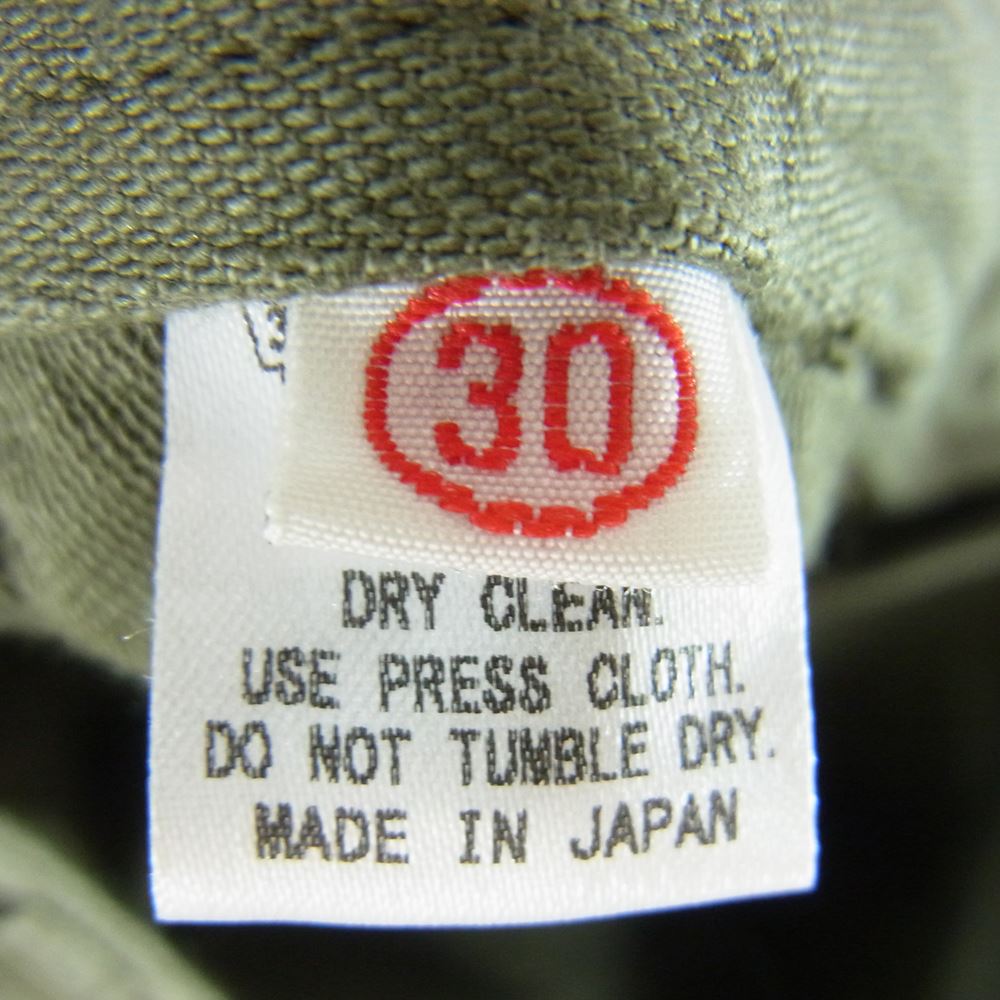 30
DRY CLEAN.
USE PRESS CLOTH.
DO NOT TUMBLE DRY.
MADE IN JAPAN